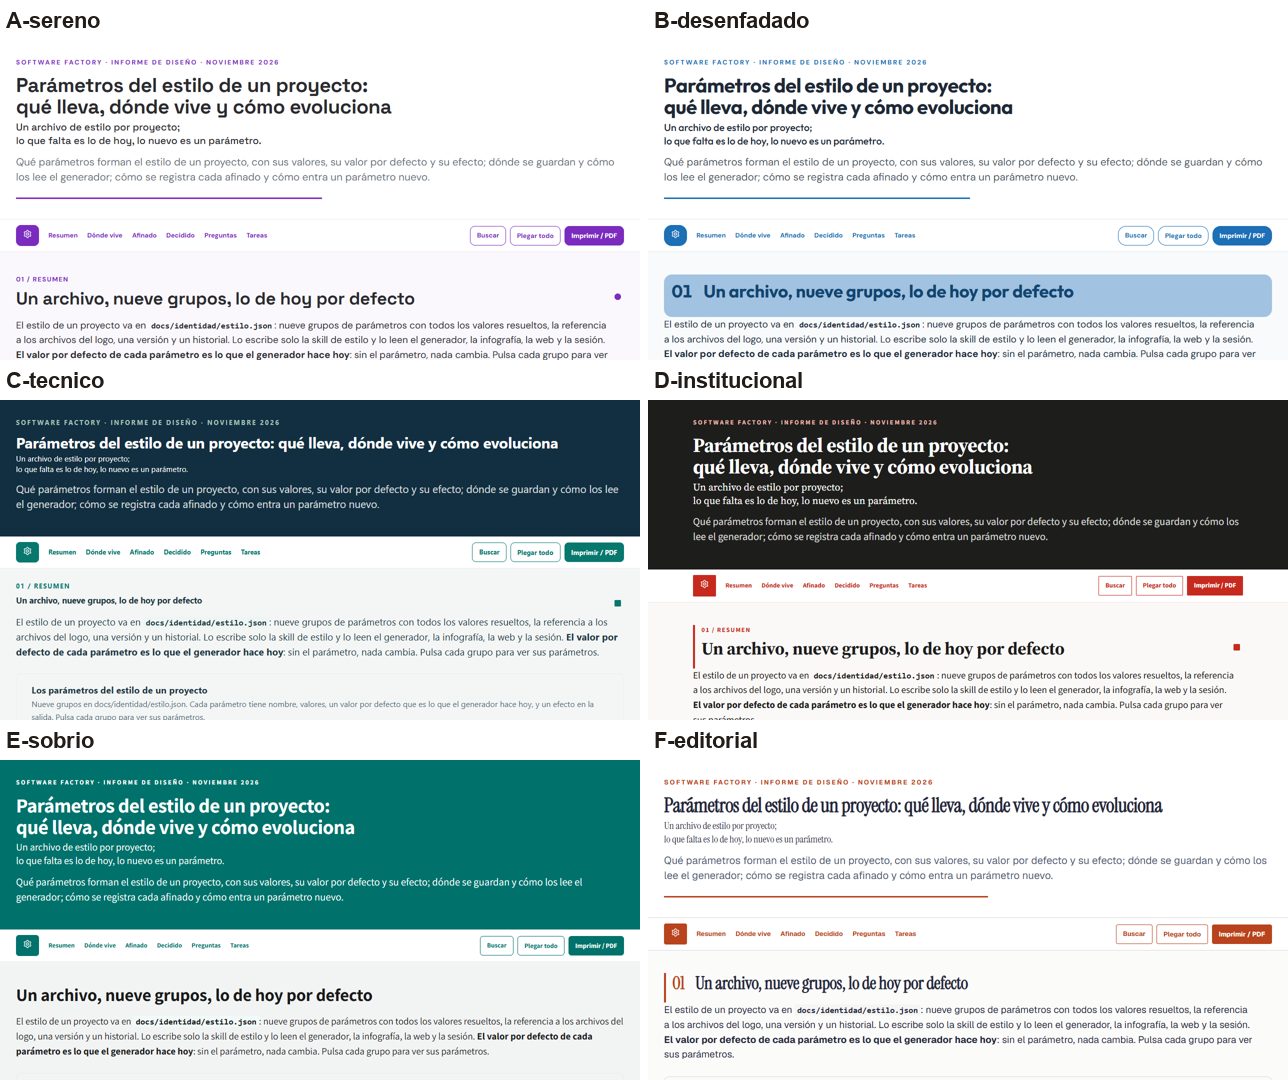 A-sereno
SOFTWARE FACTORY - INFORME DE DISEÑO - NOVIEMBRE 2026
Parámetros del estilo de un proyecto:
qué lleva, dónde vive y cómo evoluciona
Un archivo de estilo por proyecto;
lo que falta es lo de hoy, lo nuevo es un parámetro.
Qué parámetros forman el estilo de un proyecto, con sus valores, su valor por defecto y su efecto; dónde se guardan y cómo
los lee el generador; cómo se registra cada afinado y cómo entra un parámetro nuevo.
Resumen Dónde vive Afinado Decidido Preguntas Tareas Buscar Plegar todo Imprimir / PDF
01 / RESUMEN
Un archivo, nueve grupos, lo de hoy por defecto
El estilo de un proyecto va en docs/identidad/estilo.json : nueve grupos de parámetros con todos los valores resueltos, la referencia
a los archivos del logo, una versión y un historial. Lo escribe solo la skill de estilo y lo leen el generador, la infografía, la web y la sesión.
El valor por defecto de cada parámetro es lo que el generador hace hoy: sin el parámetro, nada cambia. Pulsa cada grupo para ver
B-desenfadado
SOFTWARE FACTORY - INFORME DE DISEÑO - NOVIEMBRE 2026
Parámetros del estilo de un proyecto:
qué lleva, dónde vive y cómo evoluciona
Un archivo de estilo por proyecto;
lo que falta es lo de hoy, lo nuevo es un parámetro.
Qué parámetros forman el estilo de un proyecto, con sus valores, su valor por defecto y su efecto; dónde se guardan y cómo
los lee el generador; cómo se registra cada afinado y cómo entra un parámetro nuevo.
Resumen Dónde vive Afinado Decidido Preguntas Tareas Buscar Plegar todo Imprimir / PDF
01 Un archivo, nueve grupos, lo de hoy por defecto
El estilo de un proyecto va en docs/identidad/estilo.json : nueve grupos de parámetros con todos los valores resueltos, la referencia
a los archivos del logo, una versión y un historial. Lo escribe solo la skill de estilo y lo leen el generador, la infografía, la web y la sesión.
El valor por defecto de cada parámetro es lo que el generador hace hoy: sin el parámetro, nada cambia. Pulsa cada grupo para ver
C-tecnico
SOFTWARE FACTORY - INFORME DE DISEÑO - NOVIEMBRE 2026
Parámetros del estilo de un proyecto: qué lleva, dónde vive y cómo evoluciona
Un archivo de estilo por proyecto;
lo que falta es lo de hoy, lo nuevo es un parámetro.
Qué parámetros forman el estilo de un proyecto, con sus valores, su valor por defecto y su efecto; dónde se guardan y cómo los lee
el generador; cómo se registra cada afinado y cómo entra un parámetro nuevo.
Resumen Dónde vive Afinado Decidido Preguntas Tareas Buscar Plegar todo Imprimir / PDF
01 / RESUMEN
Un archivo, nueve grupos, lo de hoy por defecto
El estilo de un proyecto va en docs/identidad/estilo.json : nueve grupos de parámetros con todos los valores resueltos, la referencia a los
archivos del logo, una versión y un historial. Lo escribe solo la skill de estilo y lo leen el generador, la infografía, la web y la sesión. El valor por
defecto de cada parámetro es lo que el generador hace hoy: sin el parámetro, nada cambia. Pulsa cada grupo para ver sus parámetros.
Los parámetros del estilo de un proyecto
Nueve grupos en docs/identidad/estilo.json. Cada parámetro tiene nombre, valores, un valor por defecto que es lo que el generador hace hoy, y un efecto en la
salida. Pulsa cada grupo para ver sus parámetros.
D-institucional
SOFTWARE FACTORY - INFORME DE DISEÑO - NOVIEMBRE 2026
Parámetros del estilo de un proyecto:
qué lleva, dónde vive y cómo evoluciona
Un archivo de estilo por proyecto;
lo que falta es lo de hoy, lo nuevo es un parámetro.
Qué parámetros forman el estilo de un proyecto, con sus valores, su valor por defecto y su efecto; dónde se guardan y cómo los
lee el generador; cómo se registra cada afinado y cómo entra un parámetro nuevo.
Resumen Dónde vive Afinado Decidido Preguntas Tareas Buscar Plegar todo Imprimir / PDF
01 / RESUMEN
Un archivo, nueve grupos, lo de hoy por defecto
El estilo de un proyecto va en docs/identidad/estilo.json : nueve grupos de parámetros con todos los valores resueltos, la referencia
a los archivos del logo, una versión y un historial. Lo escribe solo la skill de estilo y lo leen el generador, la infografía, la web y la sesión.
El valor por defecto de cada parámetro es lo que el generador hace hoy: sin el parámetro, nada cambia. Pulsa cada grupo para ver
sus parámetros.
E-sobrio
SOFTWARE FACTORY - INFORME DE DISEÑO - NOVIEMBRE 2026
Parámetros del estilo de un proyecto:
qué lleva, dónde vive y cómo evoluciona
Un archivo de estilo por proyecto;
lo que falta es lo de hoy, lo nuevo es un parámetro.
Qué parámetros forman el estilo de un proyecto, con sus valores, su valor por defecto y su efecto; dónde se guardan y cómo los lee el
generador; cómo se registra cada afinado y cómo entra un parámetro nuevo.
Resumen Dónde vive Afinado Decidido Preguntas Tareas Buscar Plegar todo Imprimir / PDF
Un archivo, nueve grupos, lo de hoy por defecto
El estilo de un proyecto va en docs/identidad/estilo.json : nueve grupos de parámetros con todos los valores resueltos, la referencia a los archivos del
logo, una versión y un historial. Lo escribe solo la skill de estilo y lo leen el generador, la infografía, la web y la sesión. El valor por defecto de cada
parámetro es lo que el generador hace hoy: sin el parámetro, nada cambia. Pulsa cada grupo para ver sus parámetros.
F-editorial
SOFTWARE FACTORY - INFORME DE DISEÑO - NOVIEMBRE 2026
Parámetros del estilo de un proyecto: qué lleva, dónde vive y cómo evoluciona
Un archivo de estilo por proyecto;
lo que falta es lo de hoy, lo nuevo es un parámetro.
Qué parámetros forman el estilo de un proyecto, con sus valores, su valor por defecto y su efecto; dónde se guardan y cómo los
lee el generador; cómo se registra cada afinado y cómo entra un parámetro nuevo.
Resumen Dónde vive Afinado Decidido Preguntas Tareas Buscar Plegar todo Imprimir / PDF
01 Un archivo, nueve grupos, lo de hoy por defecto
El estilo de un proyecto va en docs/identidad/estilo.json : nueve grupos de parámetros con todos los valores resueltos, la referencia
a los archivos del logo, una versión y un historial. Lo escribe solo la skill de estilo y lo leen el generador, la infografía, la web y la sesión.
El valor por defecto de cada parámetro es lo que el generador hace hoy: sin el parámetro, nada cambia. Pulsa cada grupo para ver
sus parámetros.